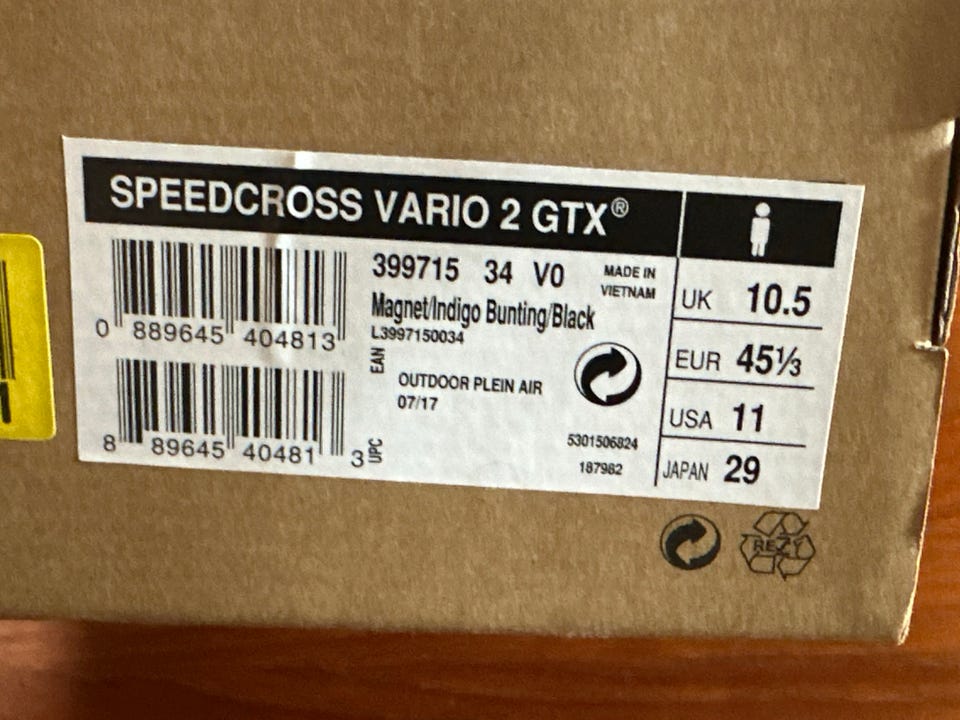 SPEEDCROSS VARIO 2 GTX®
399715 34 V0
MADE IN
VIETNAM
Magnet/Indigo Bunting/Black
L3997150034
0 889645 404813
EAN
OUTDOOR PLEIN AIR
07/17
8 89645 40481 3
UPC
5301506824
187982
UK 10.5
EUR 45⅓
USA 11
JAPAN 29
REZY